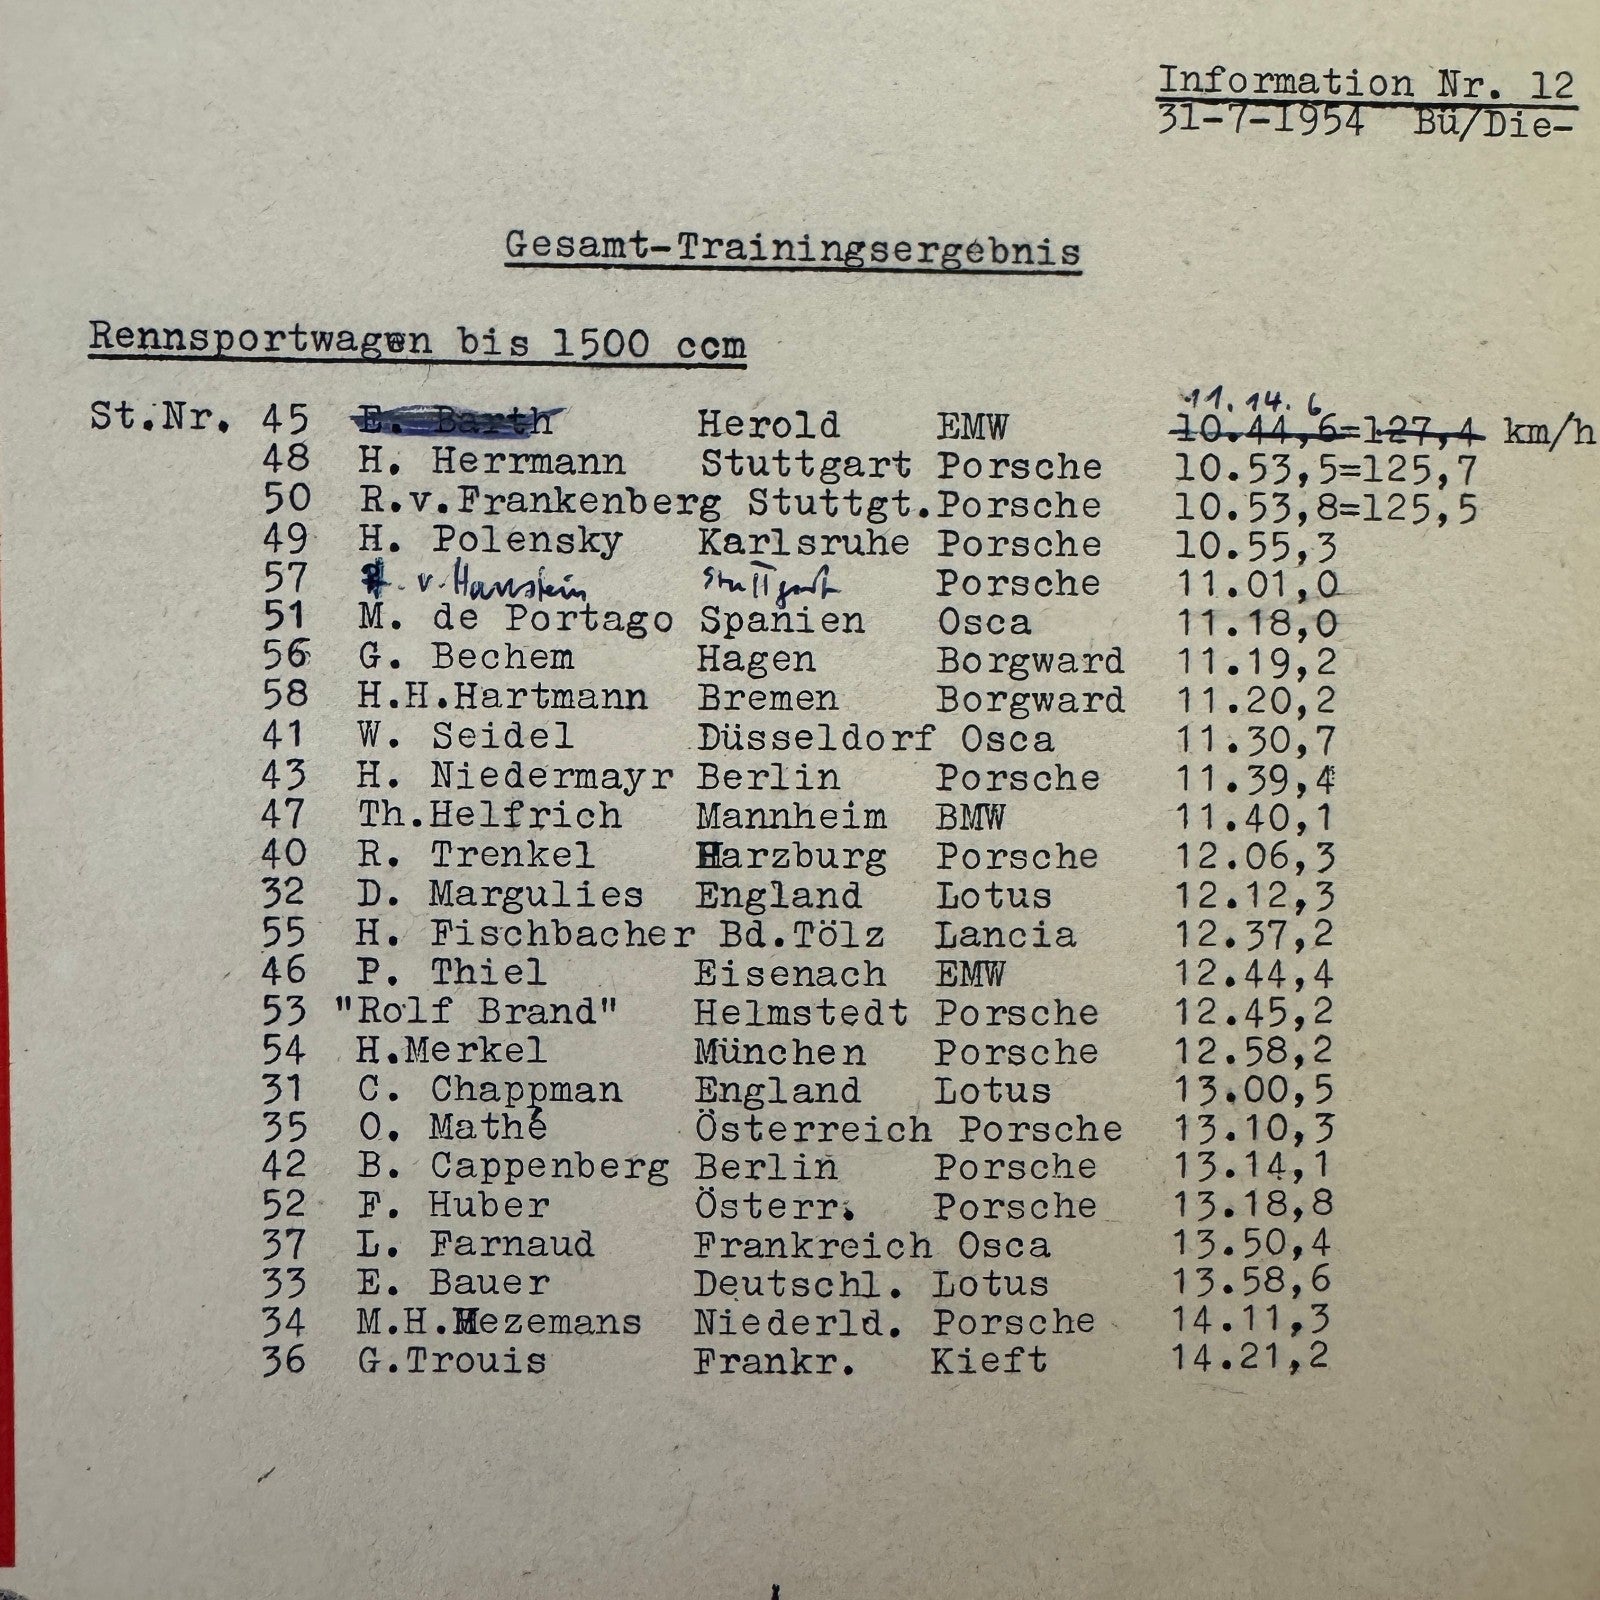 Information Nr. 12
31-7-1954 Bü/Die-
Gesamt-Trainingsergebnis
Rennsportwagen bis 1500 ccm
11.14.6
St.Nr. 45 E. Barth Herold EMW 10.44,6=127,4 km/h
48 H. Herrmann Stuttgart Porsche 10.53,5=125,7
50 R.v.Frankenberg Stuttgt.Porsche 10.53,8=125,5
49 H. Polensky Karlsruhe Porsche 10.55,3
57 v. Hanstein Stuttgart Porsche 11.01,0
51 M. de Portago Spanien Osca 11.18,0
56 G. Bechem Hagen Borgward 11.19,2
58 H.H.Hartmann Bremen Borgward 11.20,2
41 W. Seidel Düsseldorf Osca 11.30,7
43 H. Niedermayr Berlin Porsche 11.39,4
47 Th.Helfrich Mannheim BMW 11.40,1
40 R. Trenkel Harzburg Porsche 12.06,3
32 D. Margulies England Lotus 12.12,3
55 H. Fischbacher Bd.Tölz Lancia 12.37,2
46 P. Thiel Eisenach EMW 12.44,4
53 "Rolf Brand" Helmstedt Porsche 12.45,2
54 H.Merkel München Porsche 12.58,2
31 C. Chappman England Lotus 13.00,5
35 O. Mathé Österreich Porsche 13.10,3
42 B. Cappenberg Berlin Porsche 13.14,1
52 F. Huber Österr. Porsche 13.18,8
37 L. Farnaud Frankreich Osca 13.50,4
33 E. Bauer Deutschl. Lotus 13.58,6
34 M.H.Hezemans Niederld. Porsche 14.11,3
36 G.Trouis Frankr. Kieft 14.21,2